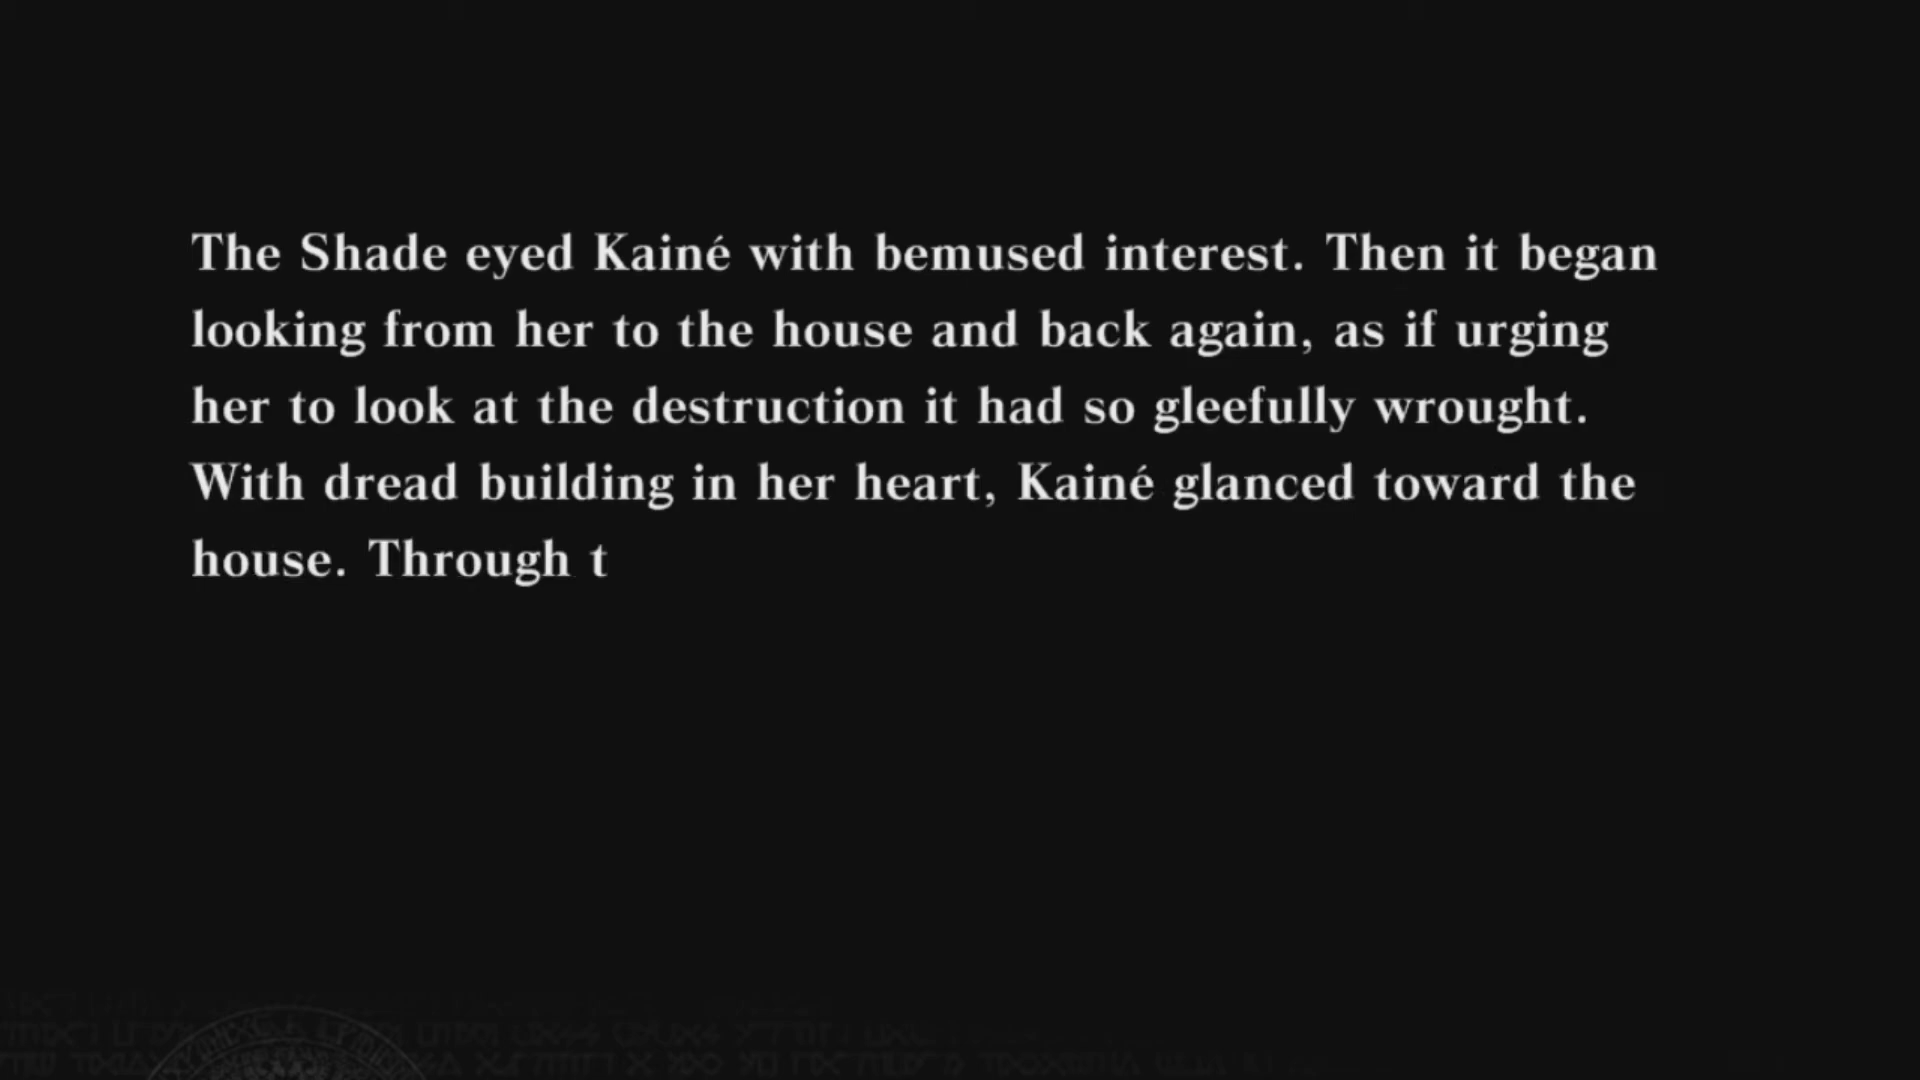 The Shade eyed Kainé with bemused interest. Then it began
looking from her to the house and back again, as if urging
her to look at the destruction it had so gleefully wrought.
With dread building in her heart, Kainé glanced toward the
house. Through t